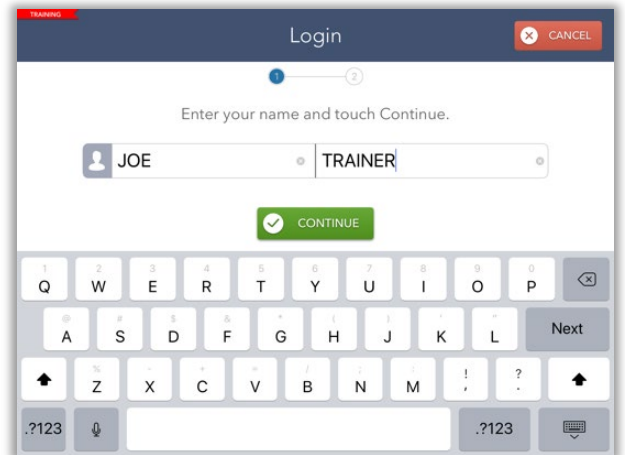 TRAINING
Login
CANCEL
1 2
Enter your name and touch Continue.
JOE TRAINER
CONTINUE
1 2 3 4 5 6 7 8 9 0
Q W E R T Y U I O P
@ # $ & * ( ) ' "
A S D F G H J K L Next
% - + = / ; : ! ?
Z X C V B N M , .
.?123 .?123